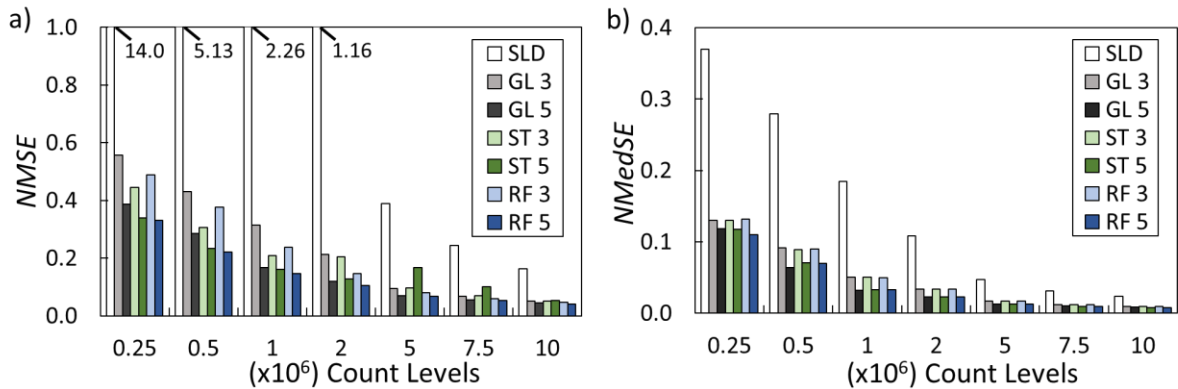 a)
1.0
0.8
0.6
0.4
0.2
0.0
NMSE
14.0
5.13
2.26
1.16
SLD
GL 3
GL 5
ST 3
ST 5
RF 3
RF 5
0.25 0.5 1 2 5 7.5 10
(x10⁶) Count Levels
b)
0.4
0.3
0.2
0.1
0.0
NMedSE
SLD
GL 3
GL 5
ST 3
ST 5
RF 3
RF 5
0.25 0.5 1 2 5 7.5 10
(x10⁶) Count Levels